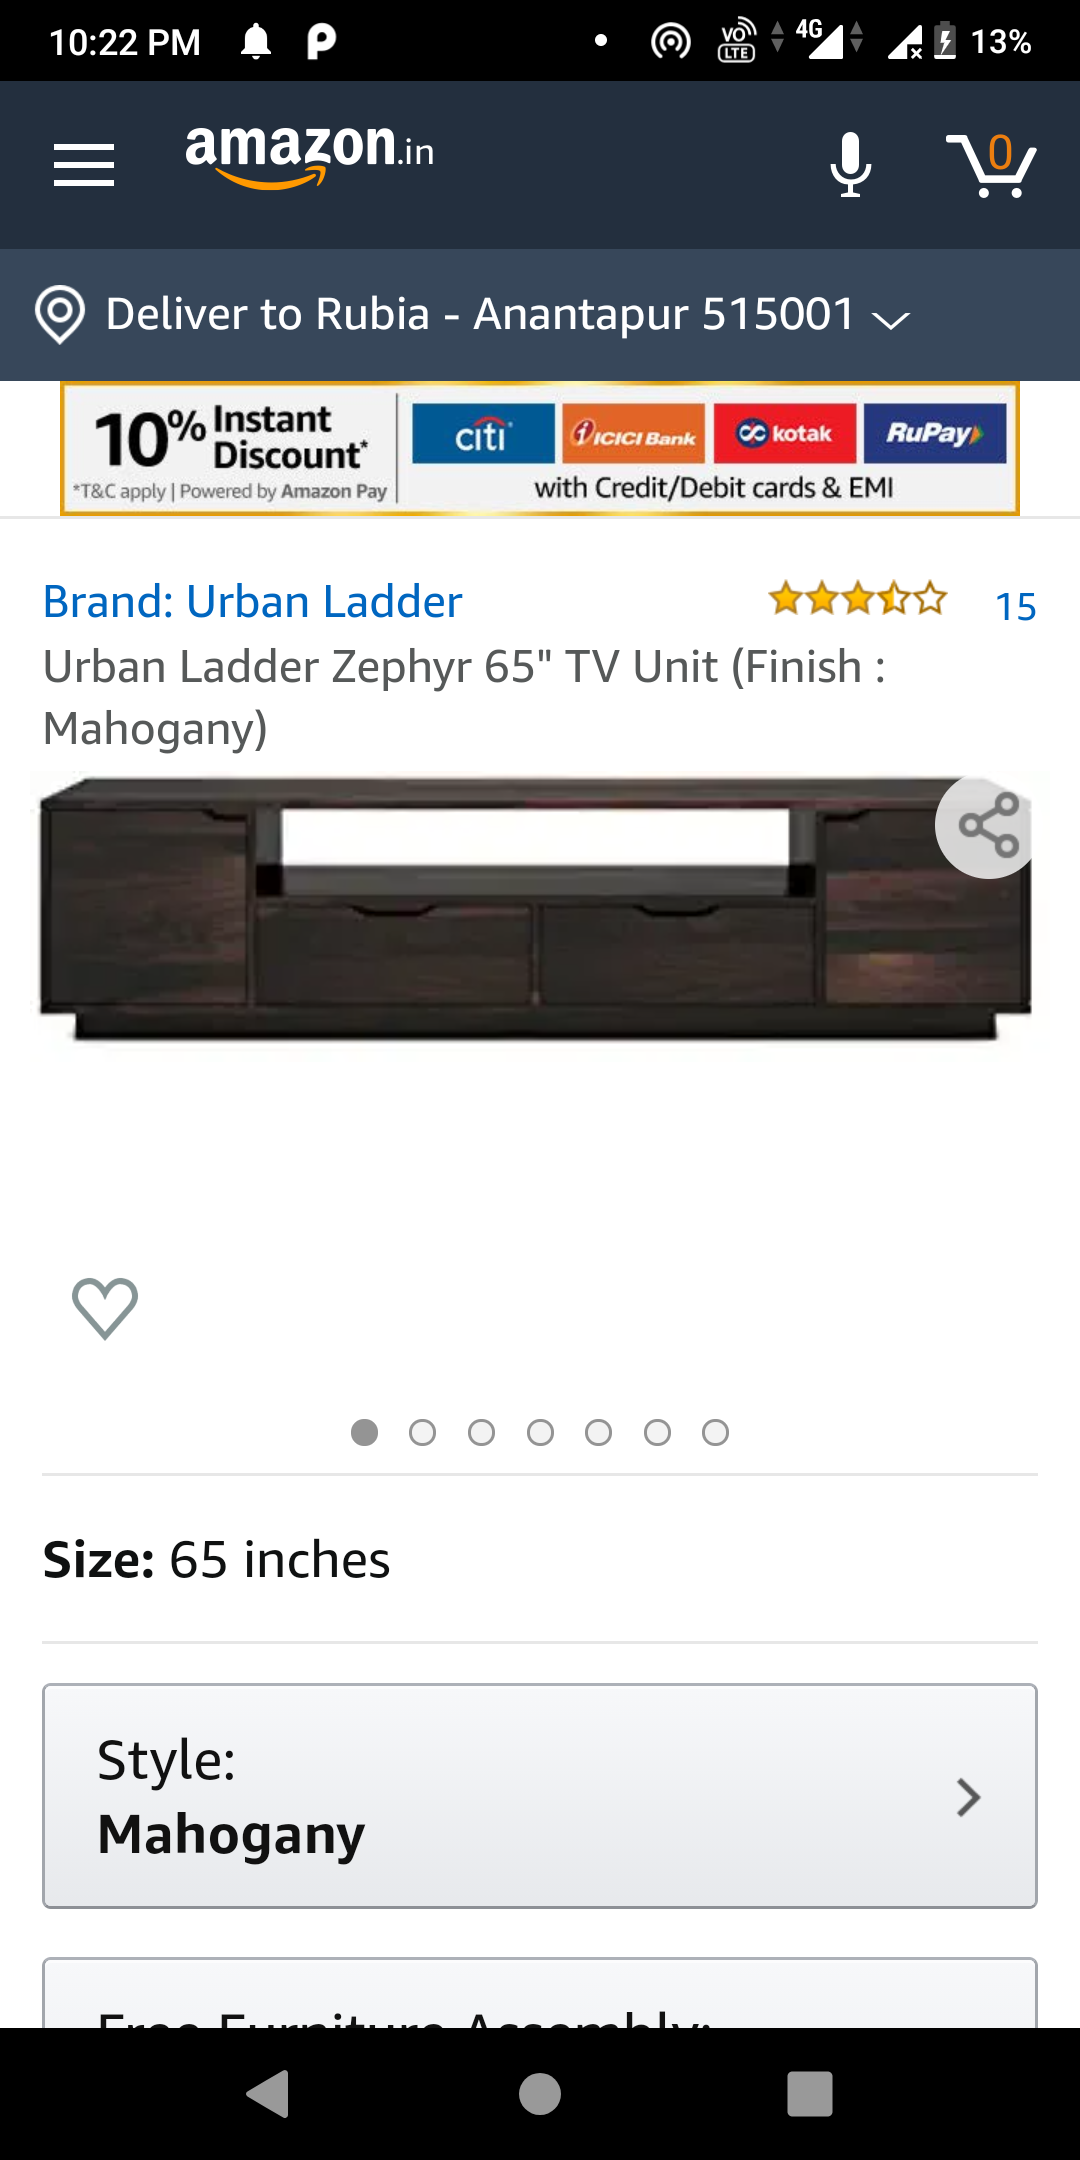 10:22 PM
VO LTE 4G 13%
amazon.in
0
Deliver to Rubia - Anantapur 515001
10% Instant Discount*
*T&C apply | Powered by Amazon Pay
citi ICICI Bank kotak RuPay
with Credit/Debit cards & EMI
Brand: Urban Ladder 15
Urban Ladder Zephyr 65" TV Unit (Finish :
Mahogany)
Size: 65 inches
Style:
Mahogany
Free Furniture Assembly: